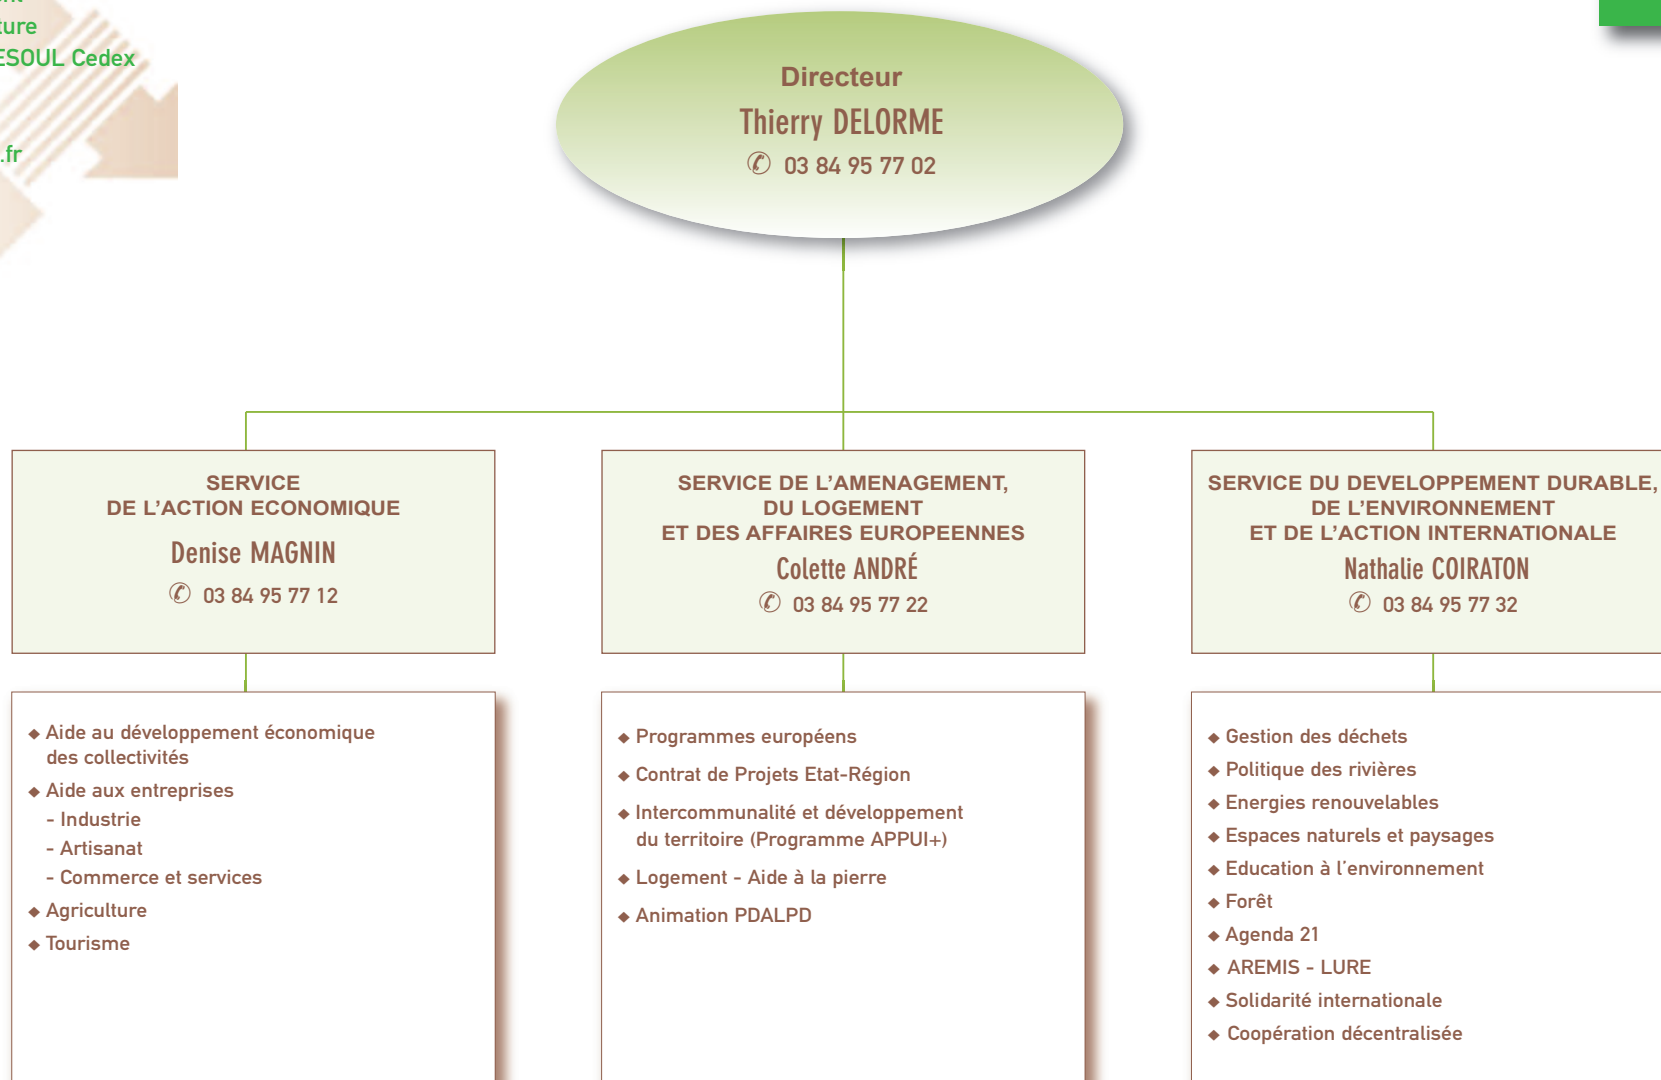 ESOUL Cedex
.fr
Directeur
Thierry DELORME
✆ 03 84 95 77 02
SERVICE
DE L'ACTION ECONOMIQUE
Denise MAGNIN
✆ 03 84 95 77 12
SERVICE DE L'AMENAGEMENT,
DU LOGEMENT
ET DES AFFAIRES EUROPEENNES
Colette ANDRÉ
✆ 03 84 95 77 22
SERVICE DU DEVELOPPEMENT DURABLE,
DE L'ENVIRONNEMENT
ET DE L'ACTION INTERNATIONALE
Nathalie COIRATON
✆ 03 84 95 77 32
◆ Aide au développement économique
des collectivités
◆ Aide aux entreprises
- Industrie
- Artisanat
- Commerce et services
◆ Agriculture
◆ Tourisme
◆ Programmes européens
◆ Contrat de Projets Etat-Région
◆ Intercommunalité et développement
du territoire (Programme APPUI+)
◆ Logement - Aide à la pierre
◆ Animation PDALPD
◆ Gestion des déchets
◆ Politique des rivières
◆ Energies renouvelables
◆ Espaces naturels et paysages
◆ Education à l'environnement
◆ Forêt
◆ Agenda 21
◆ AREMIS - LURE
◆ Solidarité internationale
◆ Coopération décentralisée